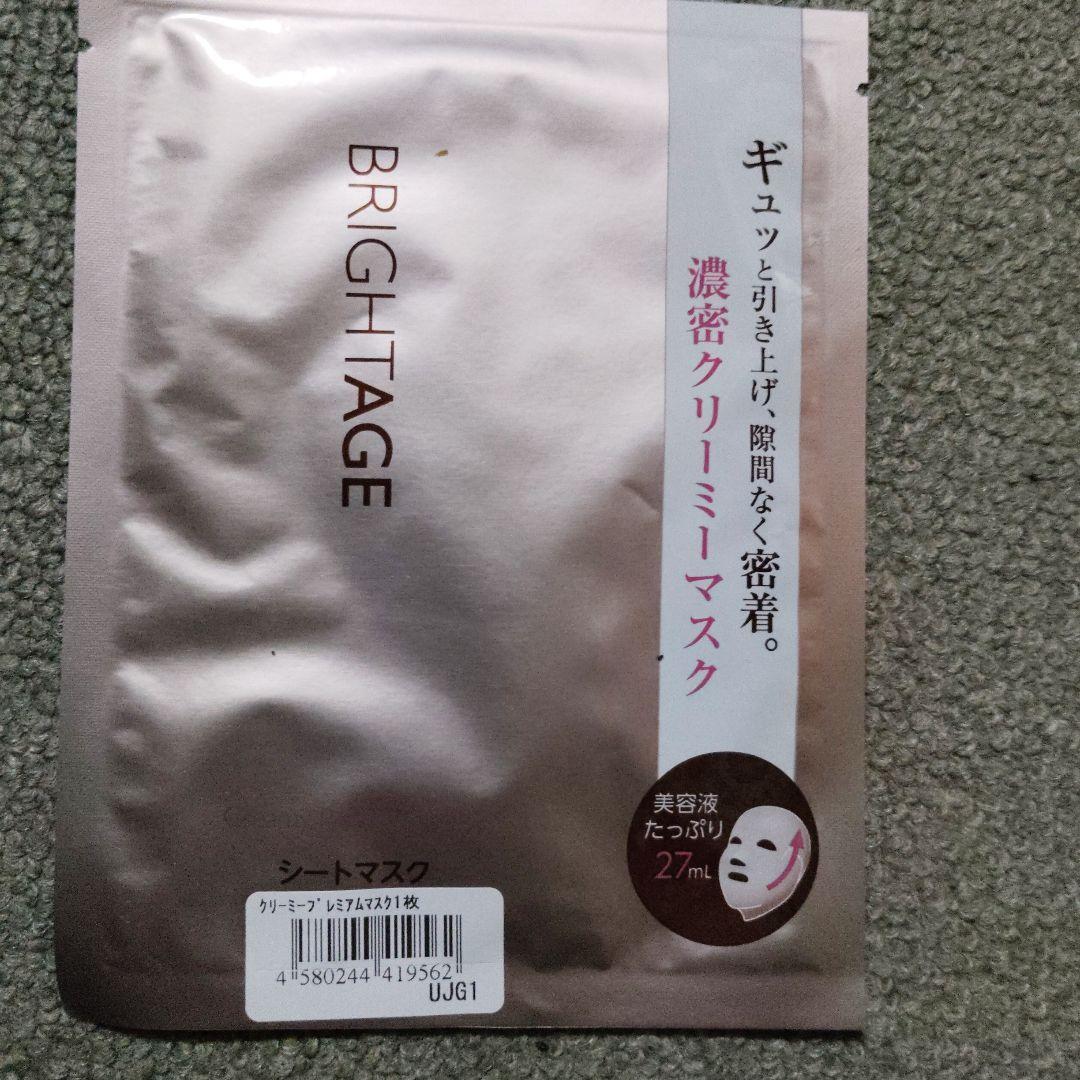 ギュッと引き上げ、隙間なく密着。
濃密クリーミーマスク
BRIGHTAGE
美容液
たっぷり
27mL
シートマスク
クリーミープレミアムマスク1枚
4 580244 419562
UJG1